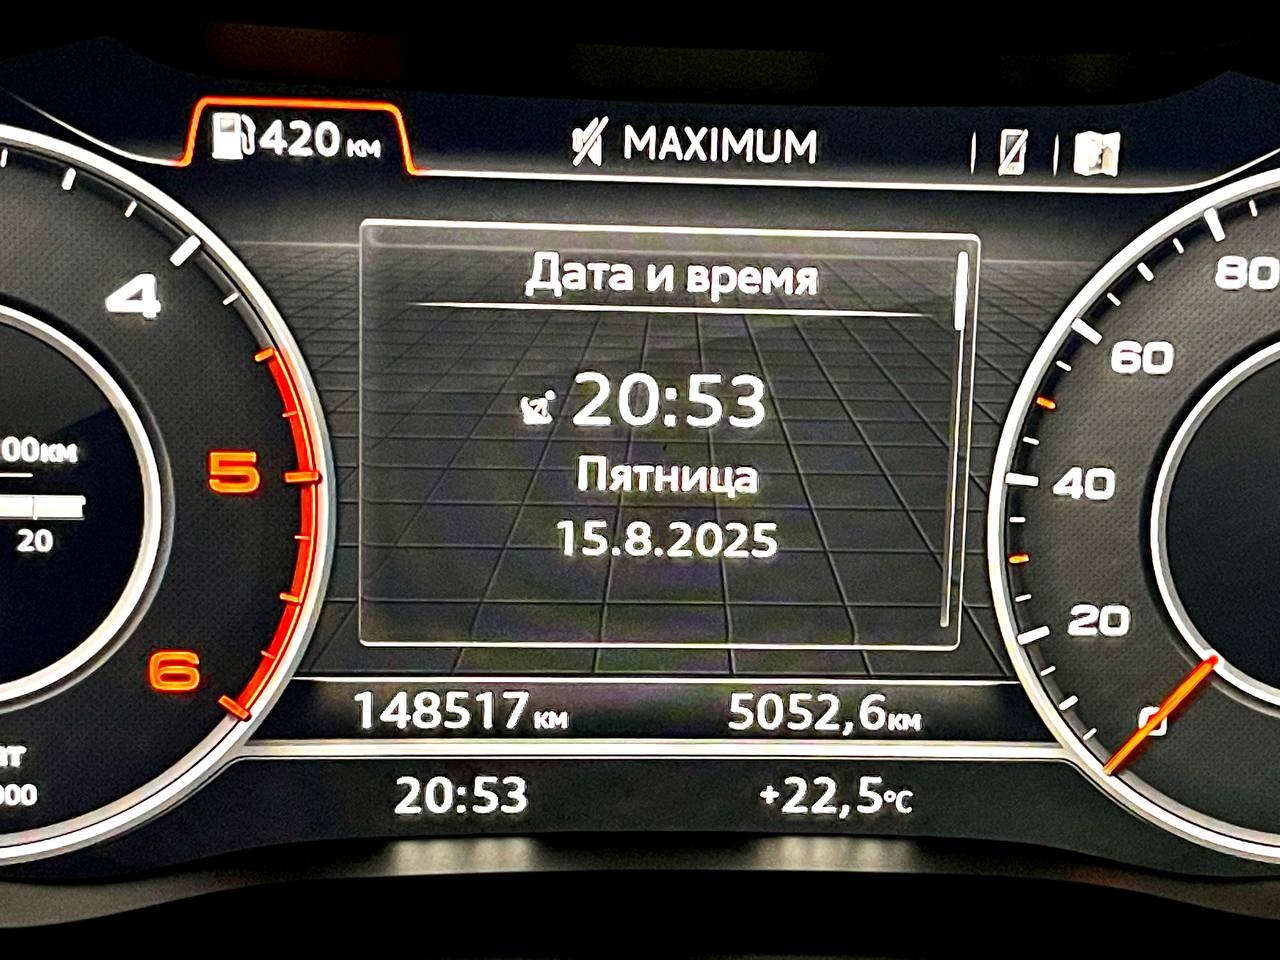 420 км
MAXIMUM
Дата и время
20:53
Пятница
15.8.2025
4
5
6
20
80
60
40
20
0
148517 км
5052,6 км
20:53
+22,5°C